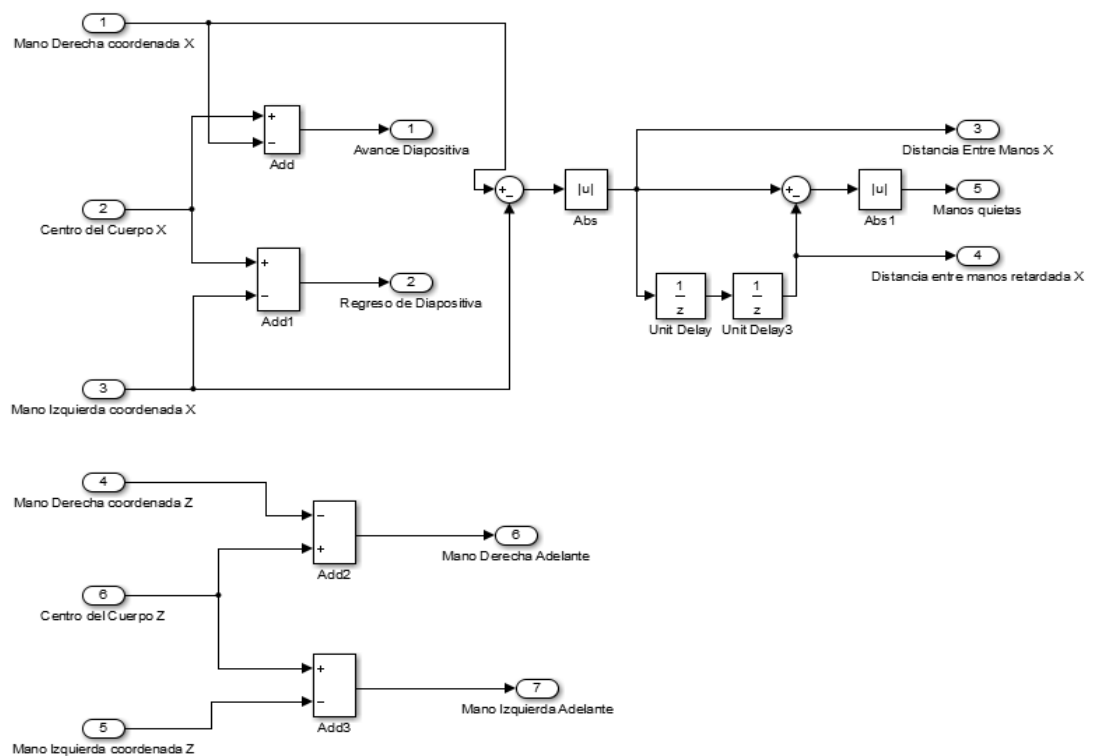 1
Mano Derecha coordenada X
+
−
Add
1
Avance Diapositiva
2
Centro del Cuerpo X
+
−
Add1
2
Regreso de Diapositiva
3
Mano Izquierda coordenada X
+
−
|u|
Abs
3
Distancia Entre Manos X
+
−
|u|
Abs1
5
Manos quietas
4
Distancia entre manos retardada X
1
z
Unit Delay
1
z
Unit Delay3
4
Mano Derecha coordenada Z
−
+
Add2
6
Mano Derecha Adelante
6
Centro del Cuerpo Z
+
−
Add3
7
Mano Izquierda Adelante
5
Mano Izquierda coordenada Z